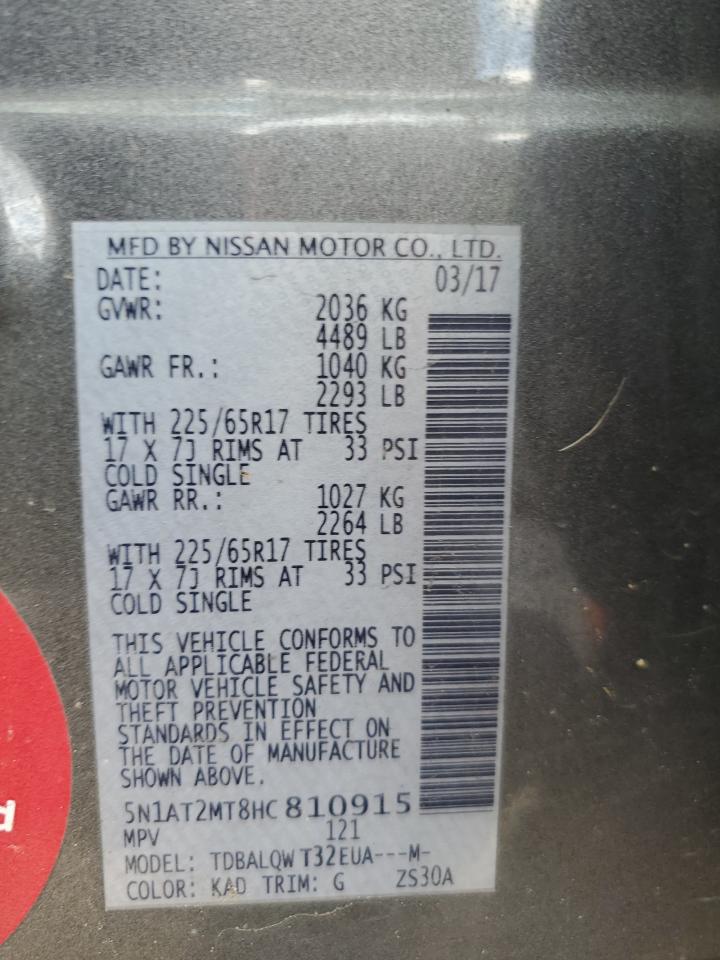 MFD BY NISSAN MOTOR CO., LTD.
DATE: 03/17
GVWR: 2036 KG
4489 LB
GAWR FR.: 1040 KG
2293 LB
WITH 225/65R17 TIRES
17 X 7J RIMS AT 33 PSI
COLD SINGLE
GAWR RR.: 1027 KG
2264 LB
WITH 225/65R17 TIRES
17 X 7J RIMS AT 33 PSI
COLD SINGLE
THIS VEHICLE CONFORMS TO
ALL APPLICABLE FEDERAL
MOTOR VEHICLE SAFETY AND
THEFT PREVENTION
STANDARDS IN EFFECT ON
THE DATE OF MANUFACTURE
SHOWN ABOVE.
5N1AT2MT8HC810915
MPV 121
MODEL: TDBALQW T32EUA---M-
COLOR: KAD TRIM: G ZS30A